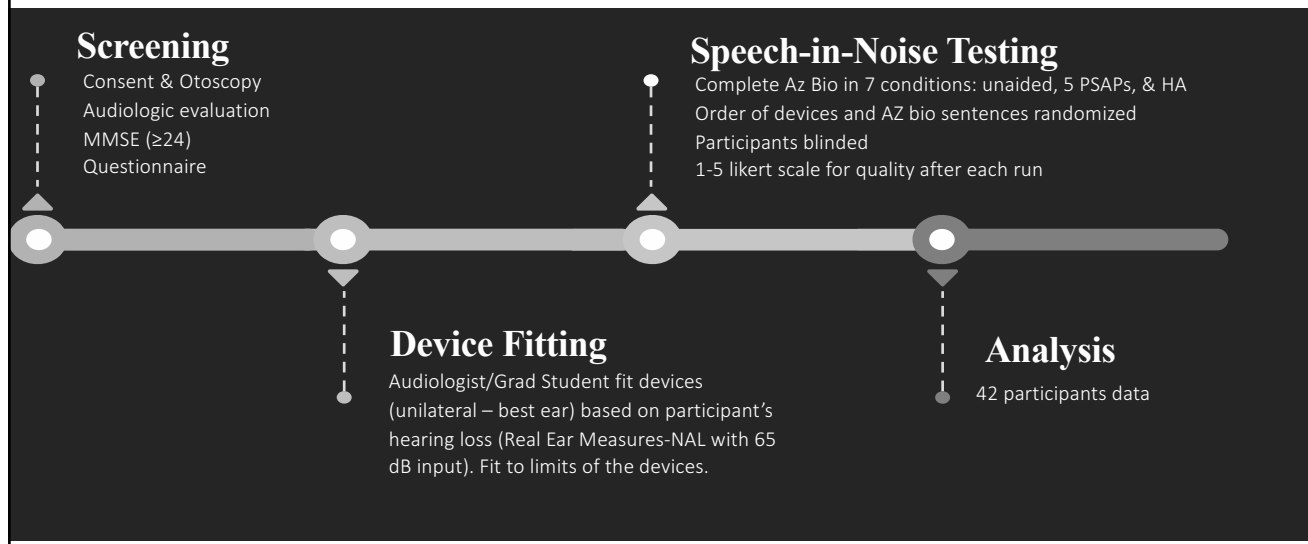 Screening
Consent & Otoscopy
Audiologic evaluation
MMSE (≥24)
Questionnaire
Device Fitting
Audiologist/Grad Student fit devices
(unilateral – best ear) based on participant’s
hearing loss (Real Ear Measures-NAL with 65
dB input). Fit to limits of the devices.
Speech-in-Noise Testing
Complete Az Bio in 7 conditions: unaided, 5 PSAPs, & HA
Order of devices and AZ bio sentences randomized
Participants blinded
1-5 likert scale for quality after each run
Analysis
42 participants data